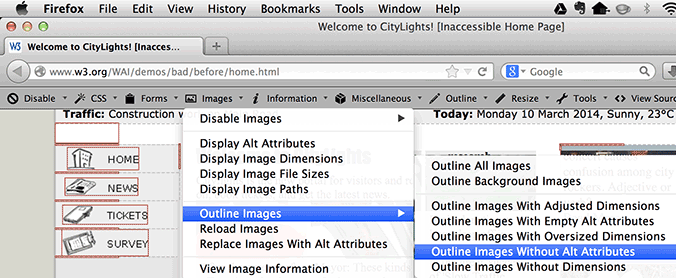 Firefox File Edit View History Bookmarks Tools Window Help
Welcome to CityLights! [Inaccessible Home Page]
W3 Welcome to CityLights! [Inacces...
www.w3.org/WAI/demos/bad/before/home.html
Google
Disable CSS Forms Images Information Miscellaneous Outline Resize Tools View Sourc
Traffic: Construction wo
Today: Monday 10 March 2014, Sunny, 23°C
HOME
NEWS
TICKETS
SURVEY
Disable Images
Display Alt Attributes
Display Image Dimensions
Display Image File Sizes
Display Image Paths
Outline Images
Reload Images
Replace Images With Alt Attributes
View Image Information
Outline All Images
Outline Background Images
Outline Images With Adjusted Dimensions
Outline Images With Empty Alt Attributes
Outline Images With Oversized Dimensions
Outline Images Without Alt Attributes
Outline Images Without Dimensions